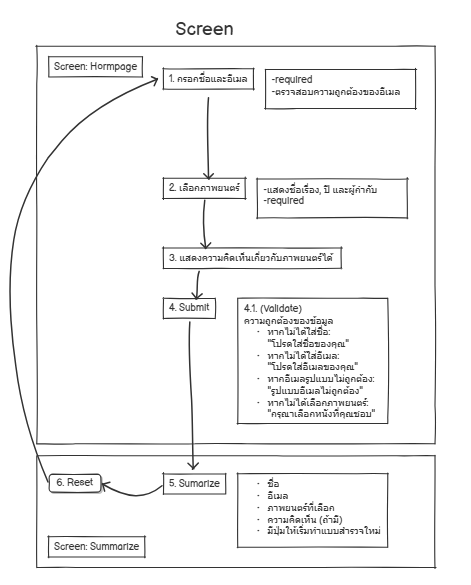 Screen
Screen: Hormpage
1. กรอกชื่อและอีเมล
-required
-ตรวจสอบความถูกต้องของอีเมล
2. เลือกภาพยนตร์
-แสดงชื่อเรื่อง, ปี และผู้กำกับ
-required
3. แสดงความคิดเห็นเกี่ยวกับภาพยนตร์ได้
4. Submit
4.1. (Validate)
ความถูกต้องของข้อมูล
· หากไม่ได้ใส่ชื่อ:
"โปรดใส่ชื่อของคุณ"
· หากไม่ได้ใส่อีเมล:
"โปรดใส่อีเมลของคุณ"
· หากอีเมลรูปแบบไม่ถูกต้อง:
"รูปแบบอีเมลไม่ถูกต้อง"
· หากไม่ได้เลือกภาพยนตร์:
"กรุณาเลือกหนังที่คุณชอบ"
6. Reset
5. Sumarize
· ชื่อ
· อีเมล
· ภาพยนตร์ที่เลือก
· ความคิดเห็น (ถ้ามี)
· มีปุ่มให้เริ่มทำแบบสำรวจใหม่
Screen: Summarize